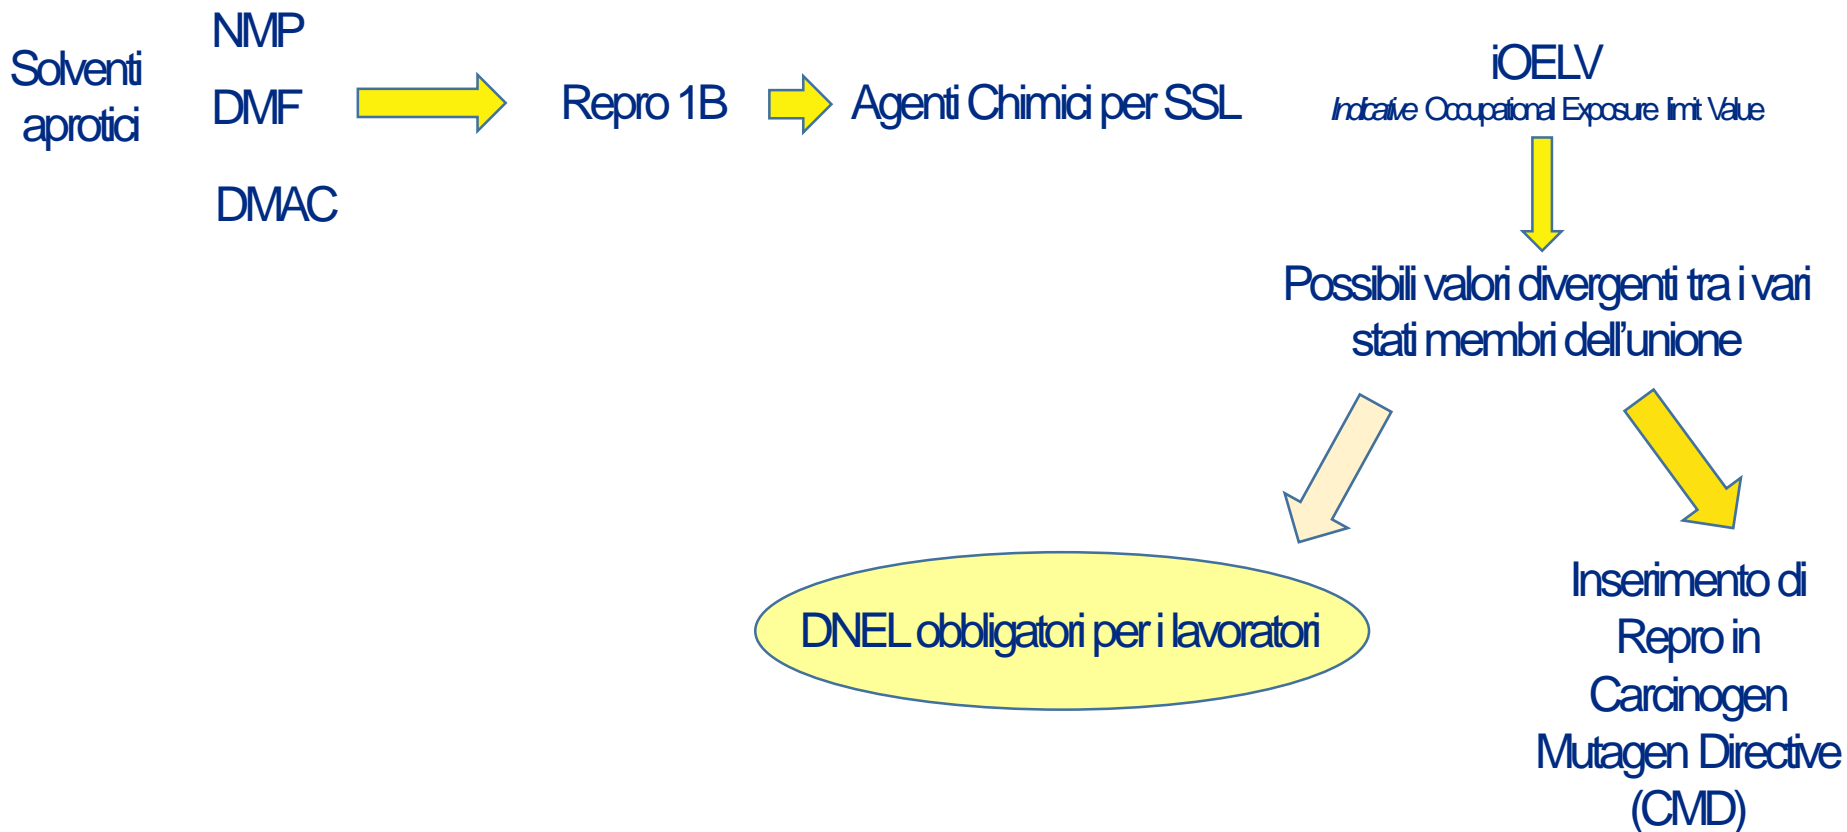 Solventi
aprotici
NMP
DMF
DMAC
Repro 1B
Agenti Chimici per SSL
iOELV
Indicative Occupational Exposure limit Value
Possibili valori divergenti tra i vari
stati membri dell'unione
DNEL obbligatori per i lavoratori
Inserimento di
Repro in
Carcinogen
Mutagen Directive
(CMD)